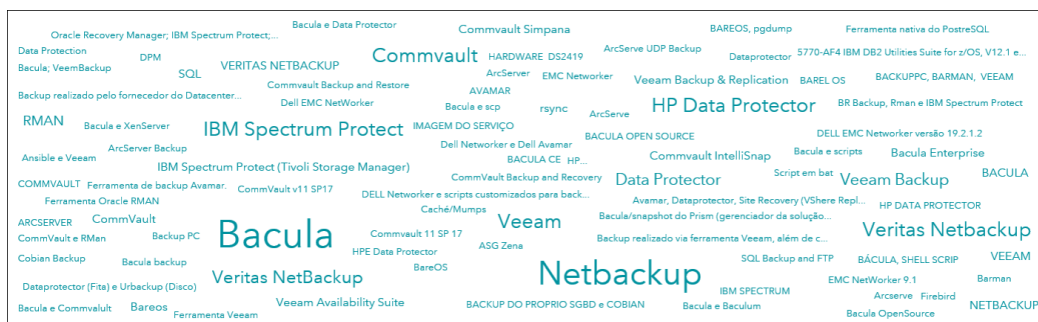 Bacula e Data Protector
Oracle Recovery Manager; IBM Spectrum Protect;...
Commvault Simpana
BAREOS, pgdump
Ferramenta nativa do PostreSQL
Data Protection
DPM
Commvault
HARDWARE DS2419
ArcServe UDP Backup
Dataprotector
5770-AF4 IBM DB2 Utilities Suite for z/OS, V12.1 e...
Bacula; VeemBackup
SQL
VERITAS NETBACKUP
ArcServer
EMC Networker
Veeam Backup & Replication
BAREL OS
BACKUPPC, BARMAN, VEEAM
Commvault Backup and Restore
AVAMAR
Backup realizado pelo fornecedor do Datacenter...
Dell EMC NetWorker
Bacula e scp
rsync
ArcServe
HP Data Protector
BR Backup, Rman e IBM Spectrum Protect
RMAN
Bacula e XenServer
IBM Spectrum Protect
IMAGEM DO SERVIÇO
BACULA OPEN SOURCE
DELL EMC Networker versão 19.2.1.2
ArcServer Backup
Dell Networker e Dell Avamar
Ansible e Veeam
BACULA CE
HP...
Commvault IntelliSnap
Bacula e scripts
Bacula Enterprise
IBM Spectrum Protect (Tivoli Storage Manager)
CommVault Backup and Recovery
Data Protector
Script em bat
Veeam Backup
BACULA
COMMVAULT
Ferramenta de backup Avamar.
CommVault v11 SP17
DELL Networker e scripts customizados para back...
Avamar, Dataprotector, Site Recovery (VShere Repl...
HP DATA PROTECTOR
Ferramenta Oracle RMAN
Caché/Mumps
ARCSERVER
CommVault
Bacula
Veeam
Bacula/snapshot do Prism (gerenciador da solução...
Veritas Netbackup
CommVault e RMan
Backup PC
Commvault 11 SP 17
ASG Zena
Backup realizado via ferramenta Veeam, além de c...
HPE Data Protector
Cobian Backup
Bacula backup
BareOS
Netbackup
SQL Backup and FTP
BÁCULA, SHELL SCRIP
VEEAM
Veritas NetBackup
EMC NetWorker 9.1
Barman
Dataprotector (Fita) e Urbackup (Disco)
IBM SPECTRUM
Arcserve
Firebird
Bacula e Commvalult
Bareos
Veeam Availability Suite
BACKUP DO PROPRIO SGBD e COBIAN
Bacula e Baculum
NETBACKUP
Ferramenta Veeam
Bacula OpenSource